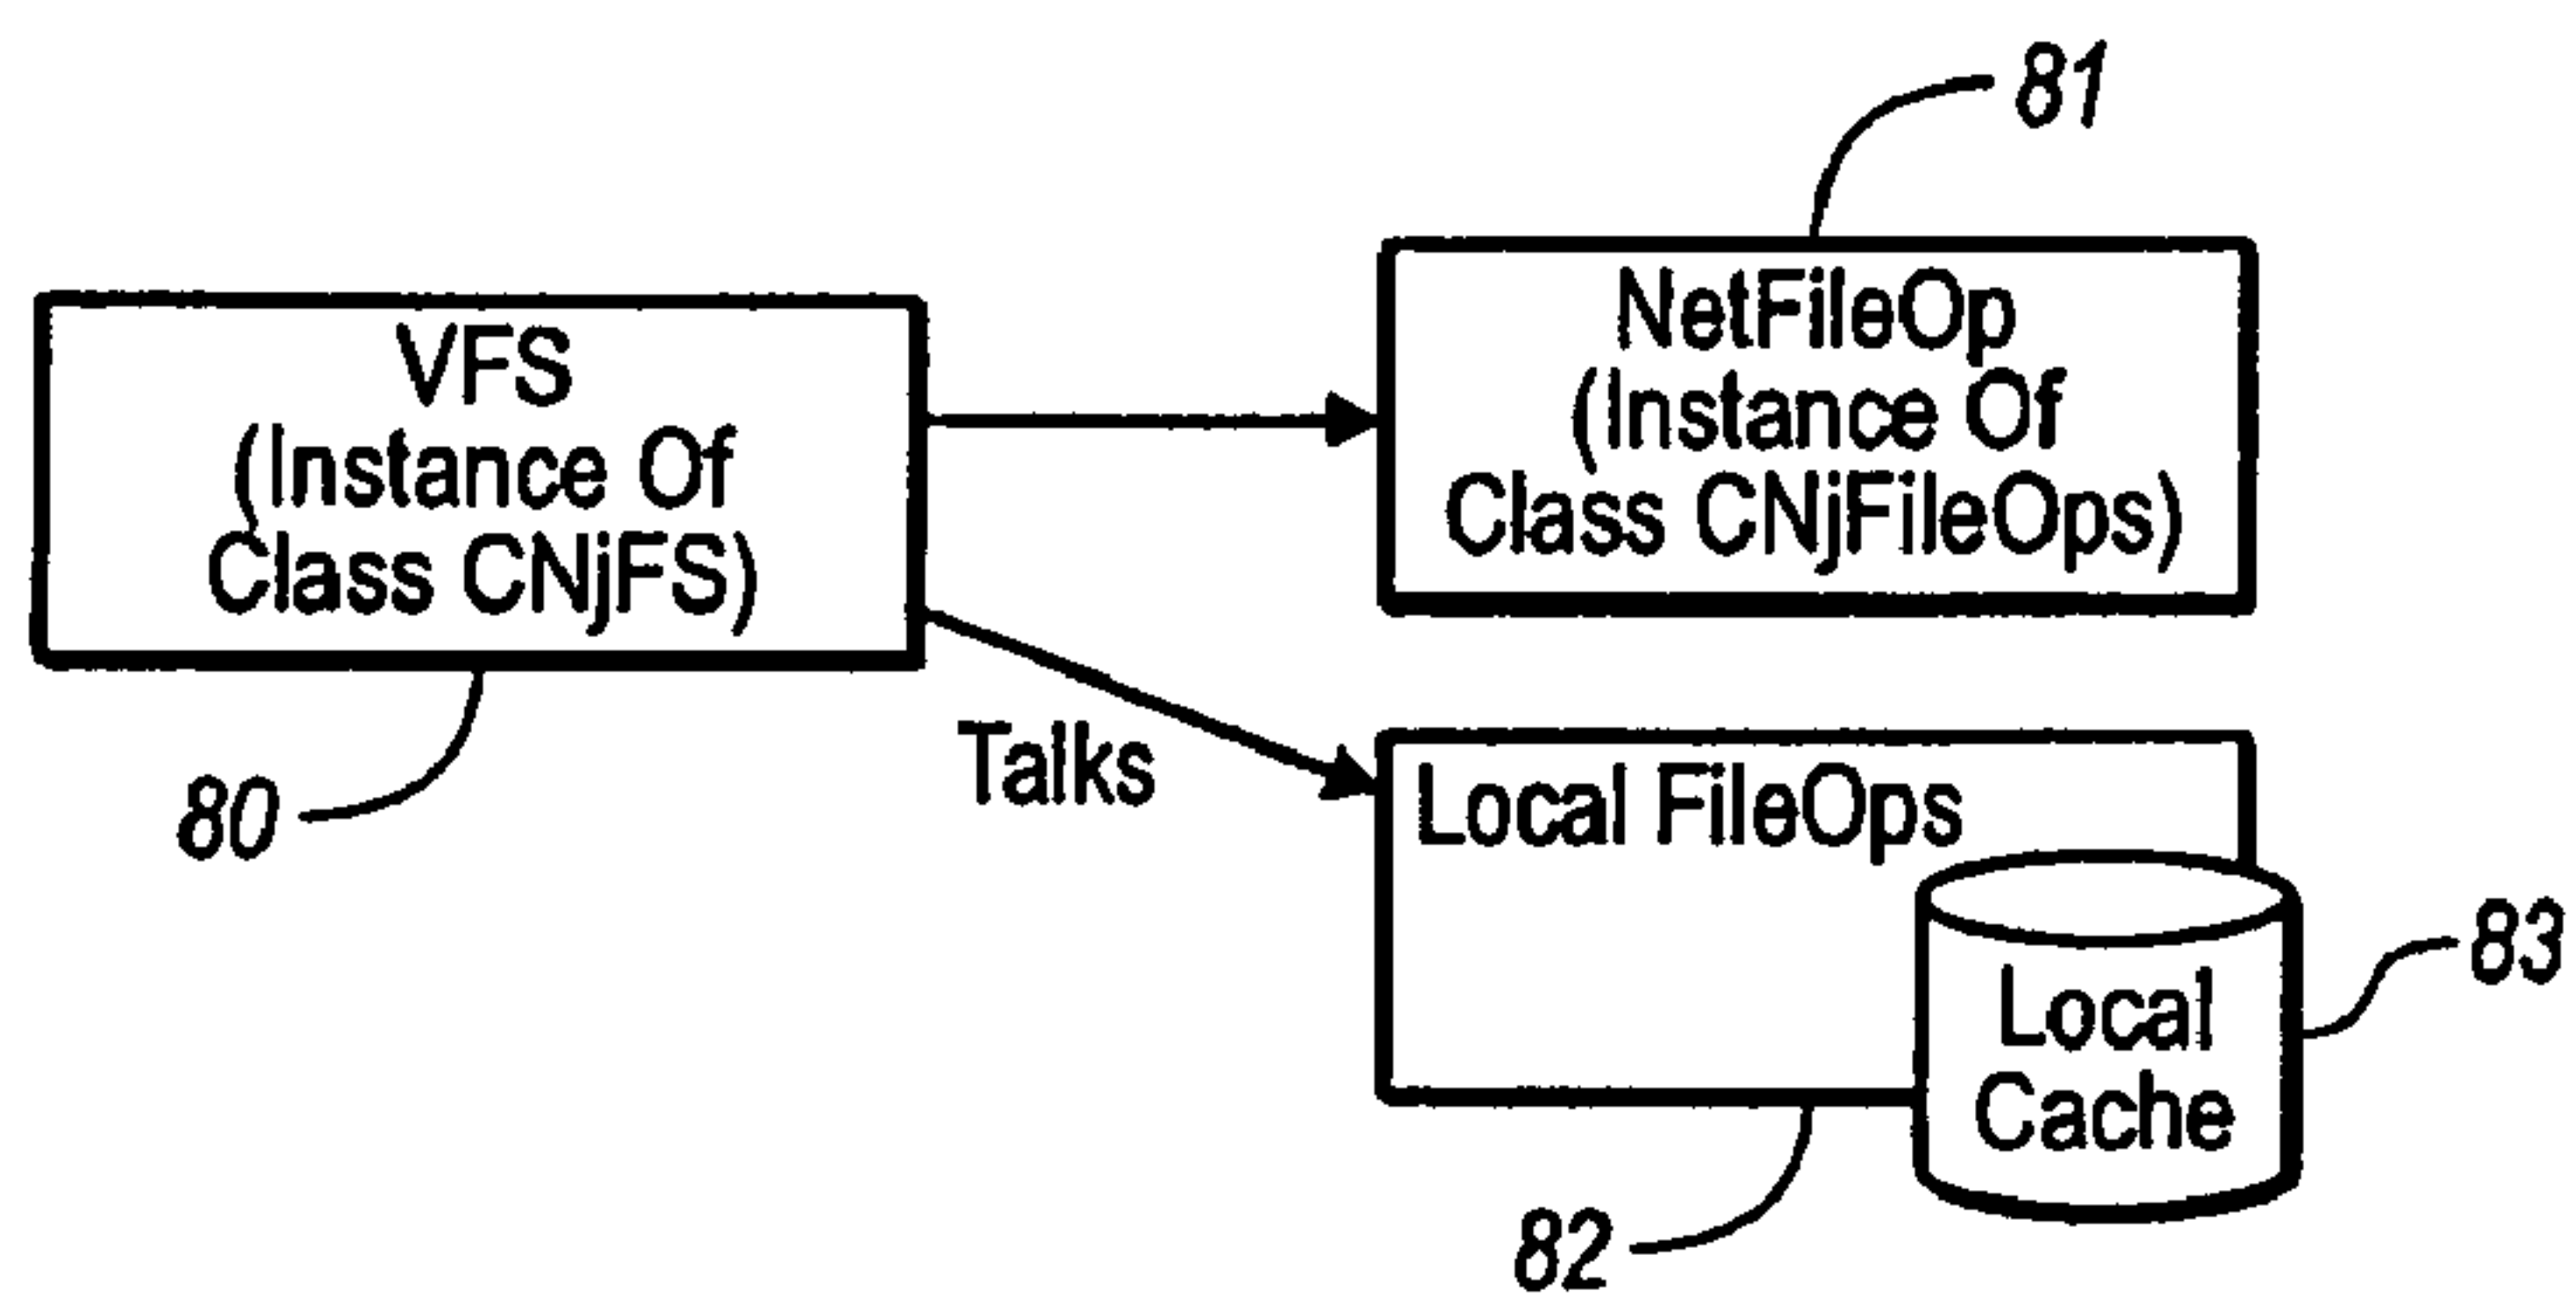 81
NetFileOp
(Instance Of
Class CNjFileOps)
VFS
(Instance Of
Class CNjFS)
80
Talks
Local FileOps
Local
Cache
83
82